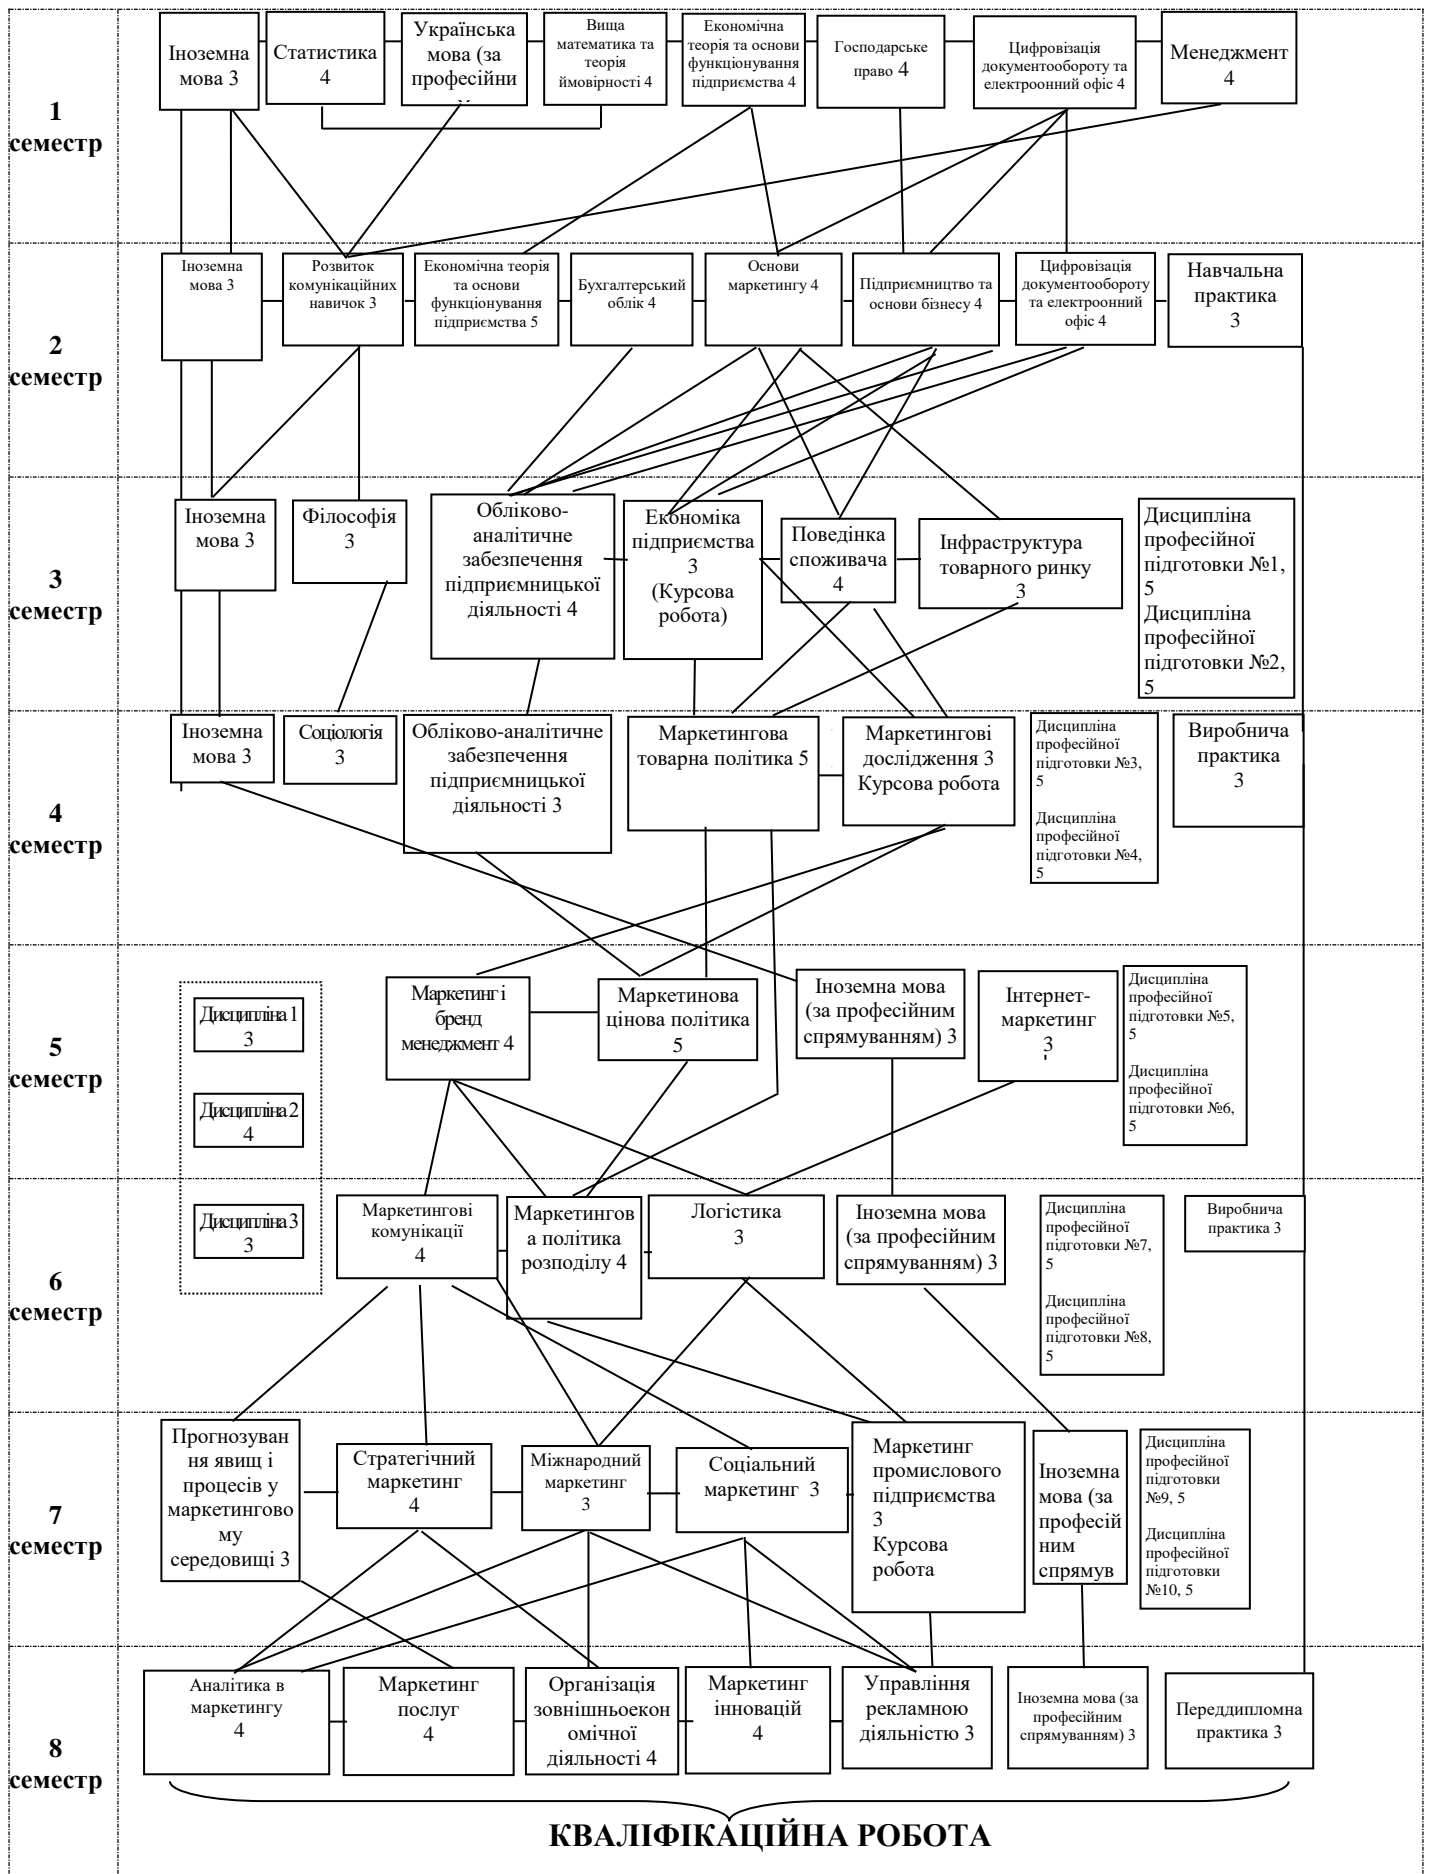 1
семестр
Іноземна
мова 3
Статистика
4
Українська
мова (за
професійни
Вища
математика та
теорія
ймовірності 4
Економічна
теорія та основи
функціонування
підприємства 4
Господарське
право 4
Цифровізація
документообороту та
електроонний офіс 4
Менеджмент
4
2
семестр
Іноземна
мова 3
Розвиток
комунікаційних
навичок 3
Економічна теорія
та основи
функціонування
підприємства 5
Бухгалтерський
облік 4
Основи
маркетингу 4
Підприємництво та
основи бізнесу 4
Цифровізація
документообороту
та електроонний
офіс 4
Навчальна
практика
3
3
семестр
Іноземна
мова 3
Філософія
3
Обліково-
аналітичне
забезпечення
підприємницької
діяльності 4
Економіка
підприємства
3
(Курсова
робота)
Поведінка
споживача
4
Інфраструктура
товарного ринку
3
Дисципліна
професійної
підготовки №1,
5
Дисципліна
професійної
підготовки №2,
5
4
семестр
Іноземна
мова 3
Соціологія
3
Обліково-аналітичне
забезпечення
підприємницької
діяльності 3
Маркетингова
товарна політика 5
Маркетингові
дослідження 3
Курсова робота
Дисципліна
професійної
підготовки №3,
5
Дисципліна
професійної
підготовки №4,
5
Виробнича
практика
3
5
семестр
Дисципліна 1
3
Дисципліна 2
4
Маркетинг і
бренд
менеджмент 4
Маркетинова
цінова політика
5
Іноземна мова
(за професійним
спрямуванням) 3
Інтернет-
маркетинг
3
Дисципліна
професійної
підготовки №5,
5
Дисципліна
професійної
підготовки №6,
5
6
семестр
Дисципліна 3
3
Маркетингові
комунікації
4
Маркетингов
а політика
розподілу 4
Логістика
3
Іноземна мова
(за професійним
спрямуванням) 3
Дисципліна
професійної
підготовки №7,
5
Дисципліна
професійної
підготовки №8,
5
Виробнича
практика 3
7
семестр
Прогнозуван
ня явищ і
процесів у
маркетингово
му
середовищі 3
Стратегічний
маркетинг
4
Міжнародний
маркетинг
3
Соціальний
маркетинг 3
Маркетинг
промислового
підприємства
3
Курсова
робота
Іноземна
мова (за
професій
ним
спрямув
Дисципліна
професійної
підготовки
№9, 5
Дисципліна
професійної
підготовки
№10, 5
8
семестр
Аналітика в
маркетингу
4
Маркетинг
послуг
4
Організація
зовнішньоекон
омічної
діяльності 4
Маркетинг
інновацій
4
Управління
рекламною
діяльністю 3
Іноземна мова (за
професійним
спрямуванням) 3
Переддипломна
практика 3
КВАЛІФІКАЦІЙНА РОБОТА